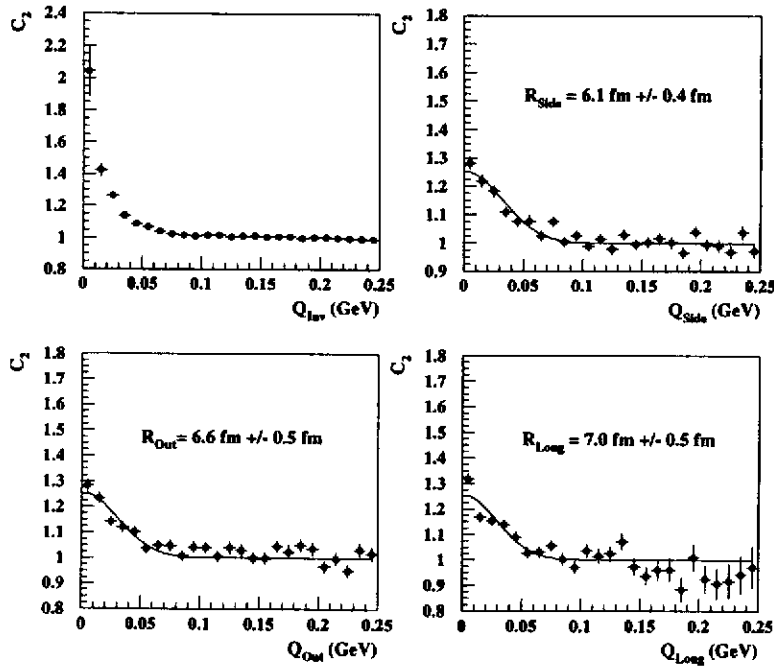 C2
2.4
2.2
2
1.8
1.6
1.4
1.2
1
0.8
0 0.05 0.1 0.15 0.2 0.25
QInv (GeV)
C2
1.8
1.7
1.6
1.5
1.4
1.3
1.2
1.1
1.0
0.9
RSide = 6.1 fm +/- 0.4 fm
0 0.05 0.1 0.15 0.2 0.25
QSide (GeV)
C2
1.8
1.7
1.6
1.5
1.4
1.3
1.2
1.1
1
0.9
0.8
ROut= 6.6 fm +/- 0.5 fm
0 0.05 0.1 0.15 0.2 0.25
QOut (GeV)
C2
1.8
1.7
1.6
1.5
1.4
1.3
1.2
1.1
1
0.9
0.8
RLong = 7.0 fm +/- 0.5 fm
0 0.05 0.1 0.15 0.2 0.25
QLong (GeV)